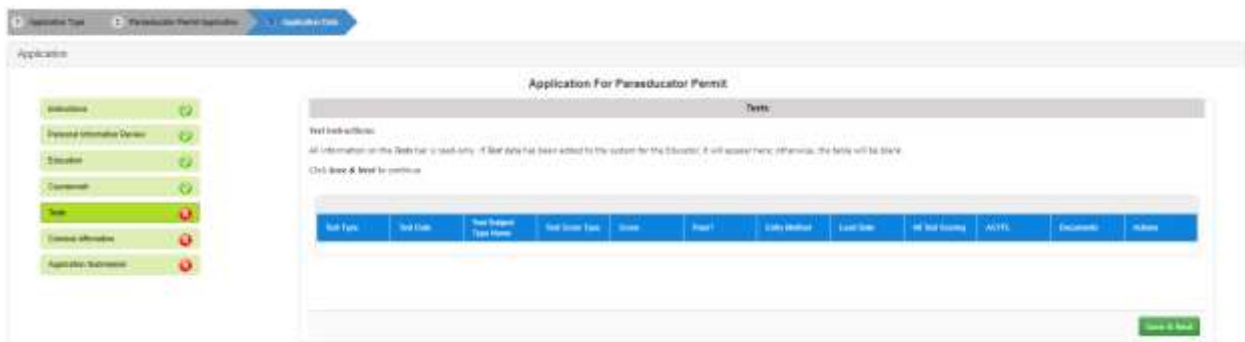 1 Application Type 2 Paraeducator Permit Application Application Data
Application
Application For Paraeducator Permit
Instructions
Personal Information Review
Education
Coursework
Tests
Criminal Affirmation
Application Submission
Tests
Test Instructions:
All information on the Tests bar is read-only. If Test data has been added to the system for the Educator, it will appear here; otherwise, the table will be blank.
Click Save & Next to continue.
Test Type Test Date Test Subject Type Name Test Score Type Score Pass? Entry Method Load Date All Test Scoring ACTFL Documents Actions
Save & Next